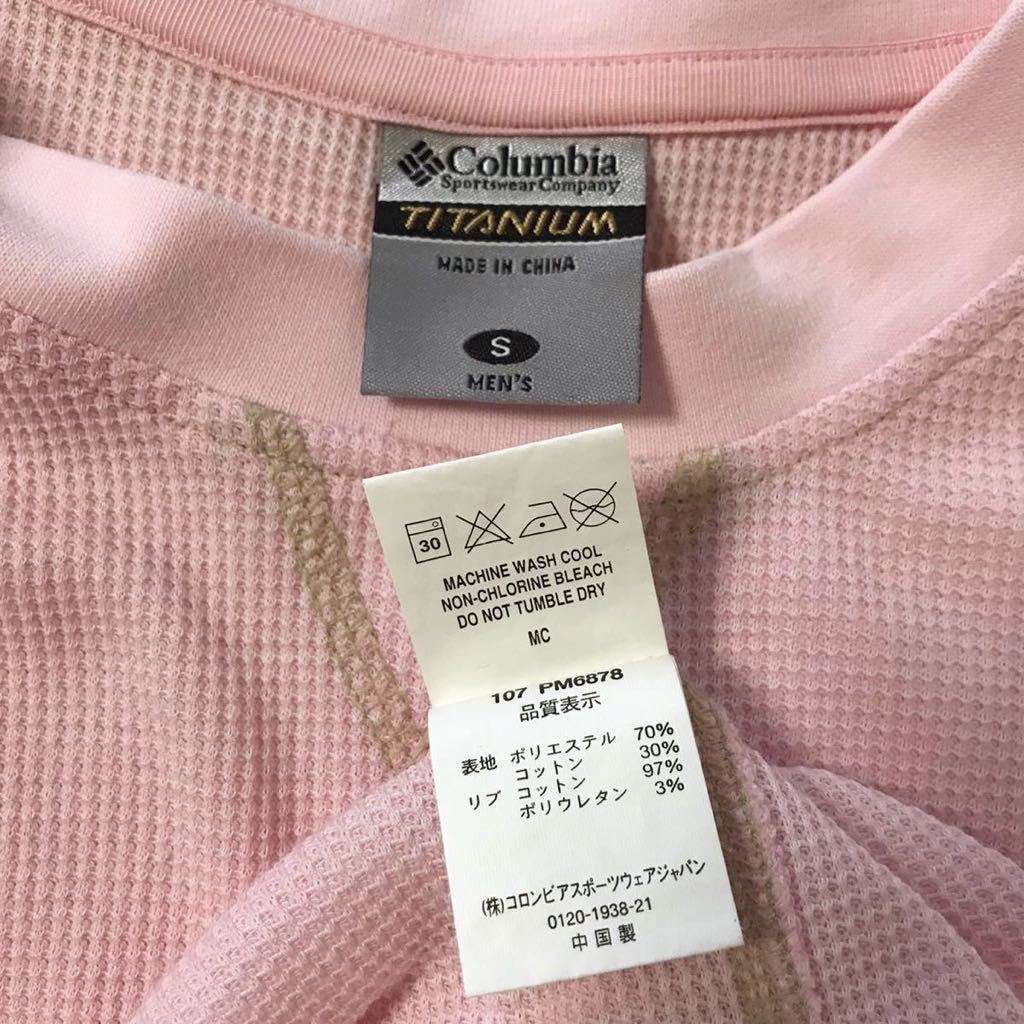 Columbia
Sportswear Company
TITANIUM
MADE IN CHINA
S
MEN'S
30
MACHINE WASH COOL
NON-CHLORINE BLEACH
DO NOT TUMBLE DRY
MC
107 PM6878
品質表示
表地 ポリエステル 70%
コットン 30%
リブ コットン 97%
ポリウレタン 3%
(株)コロンビアスポーツウェアジャパン
0120-1938-21
中国製